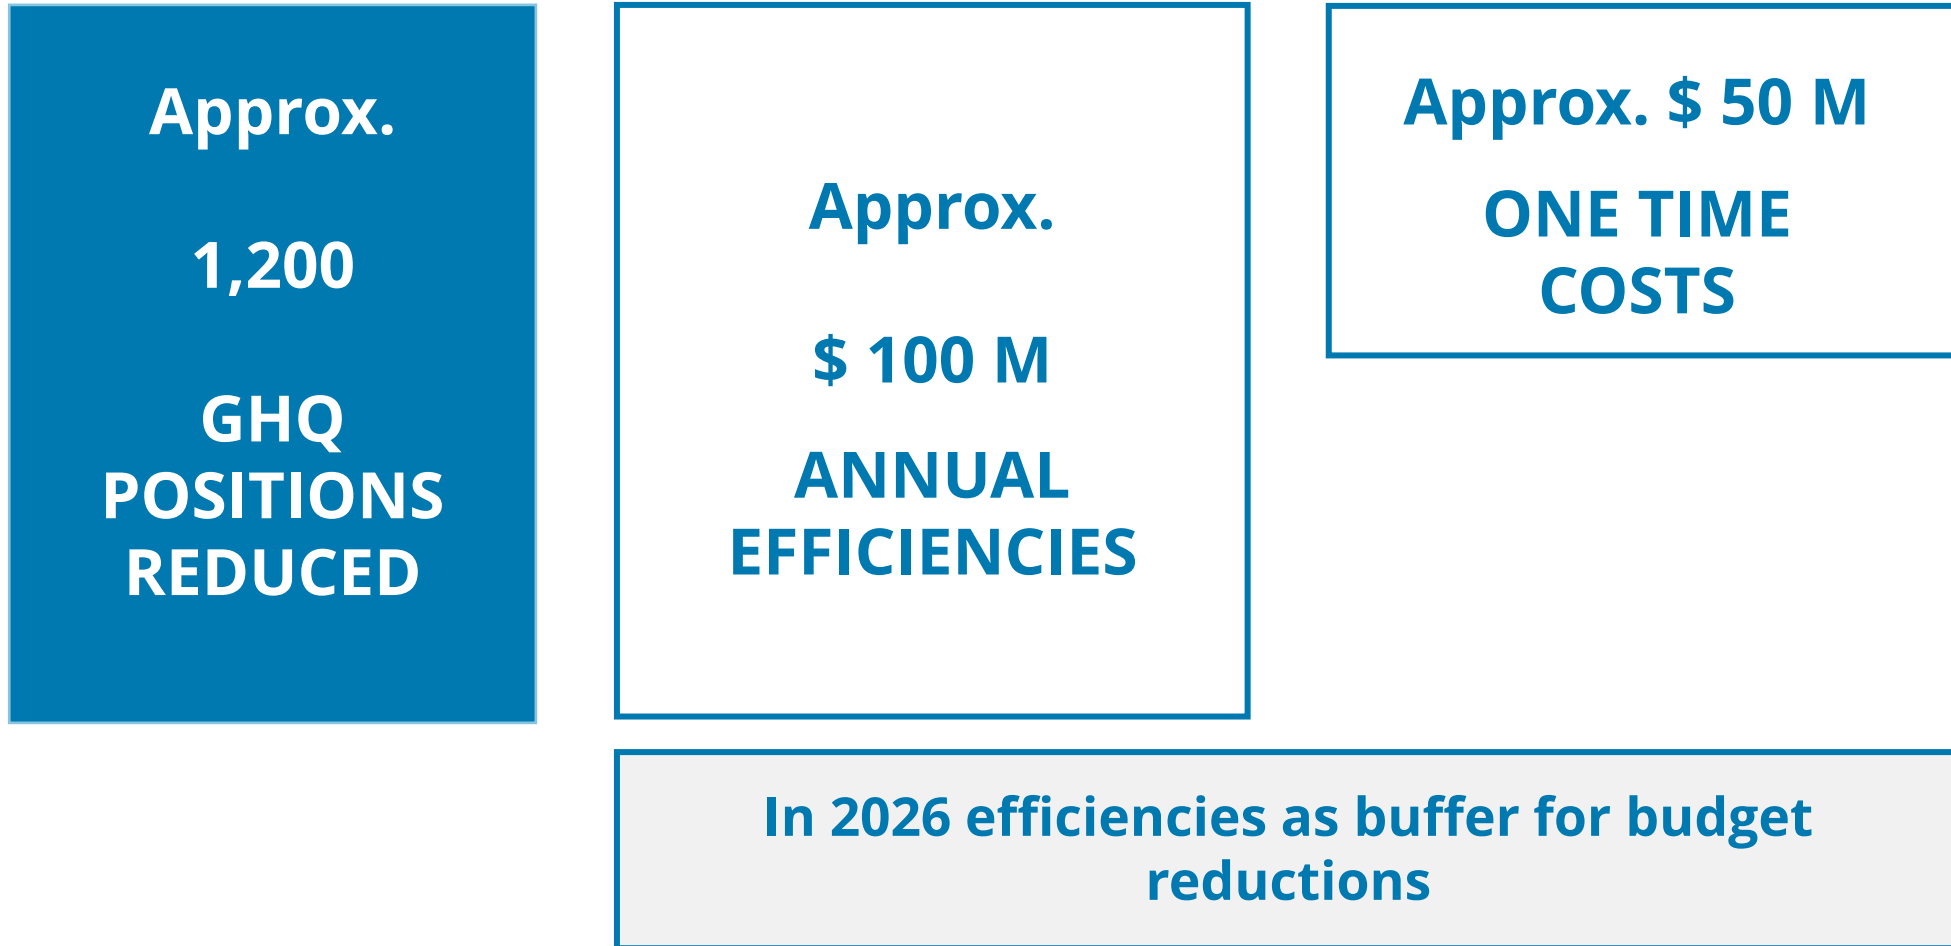 Approx.
1,200
GHQ
POSITIONS
REDUCED
Approx.
$ 100 M
ANNUAL
EFFICIENCIES
Approx. $ 50 M
ONE TIME
COSTS
In 2026 efficiencies as buffer for budget
reductions